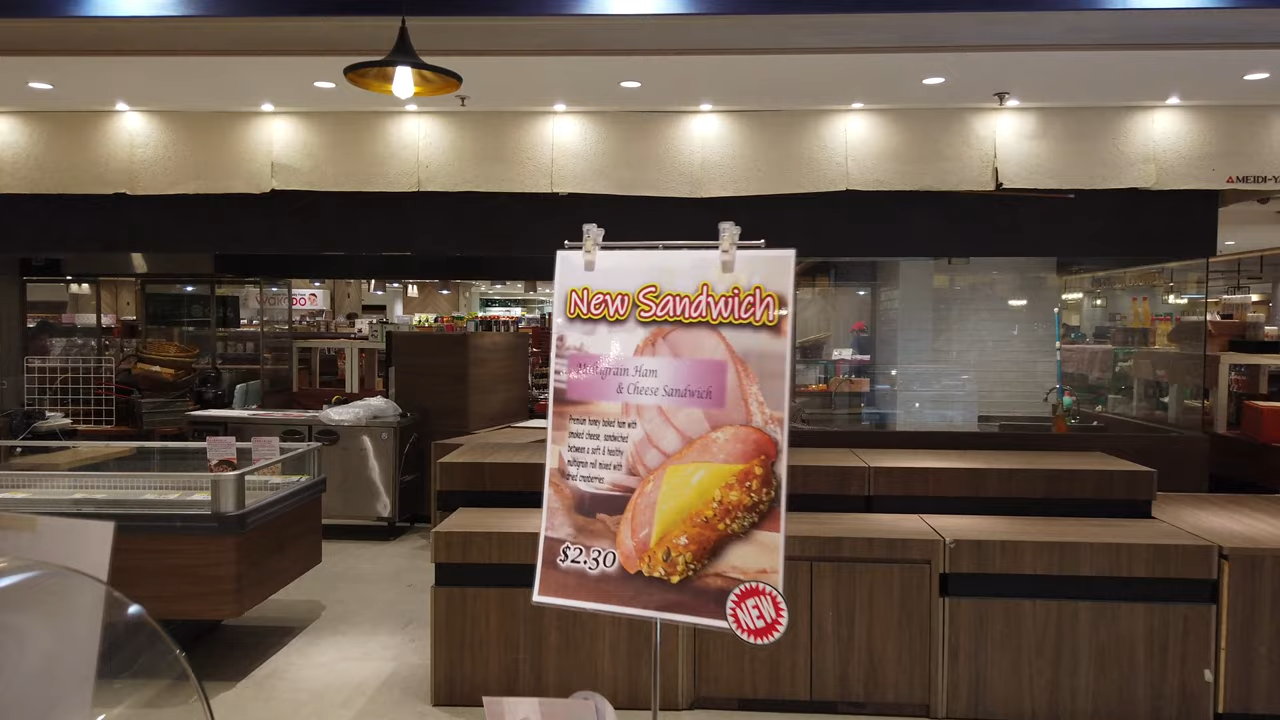 MEIDI-Y
Wakodo
New Sandwich
Multigrain Ham
& Cheese Sandwich
Premium honey baked ham with
smoked cheese, sandwiched
between a soft & healthy
multigrain roll mixed with
dried cranberries.
$2.30
NEW